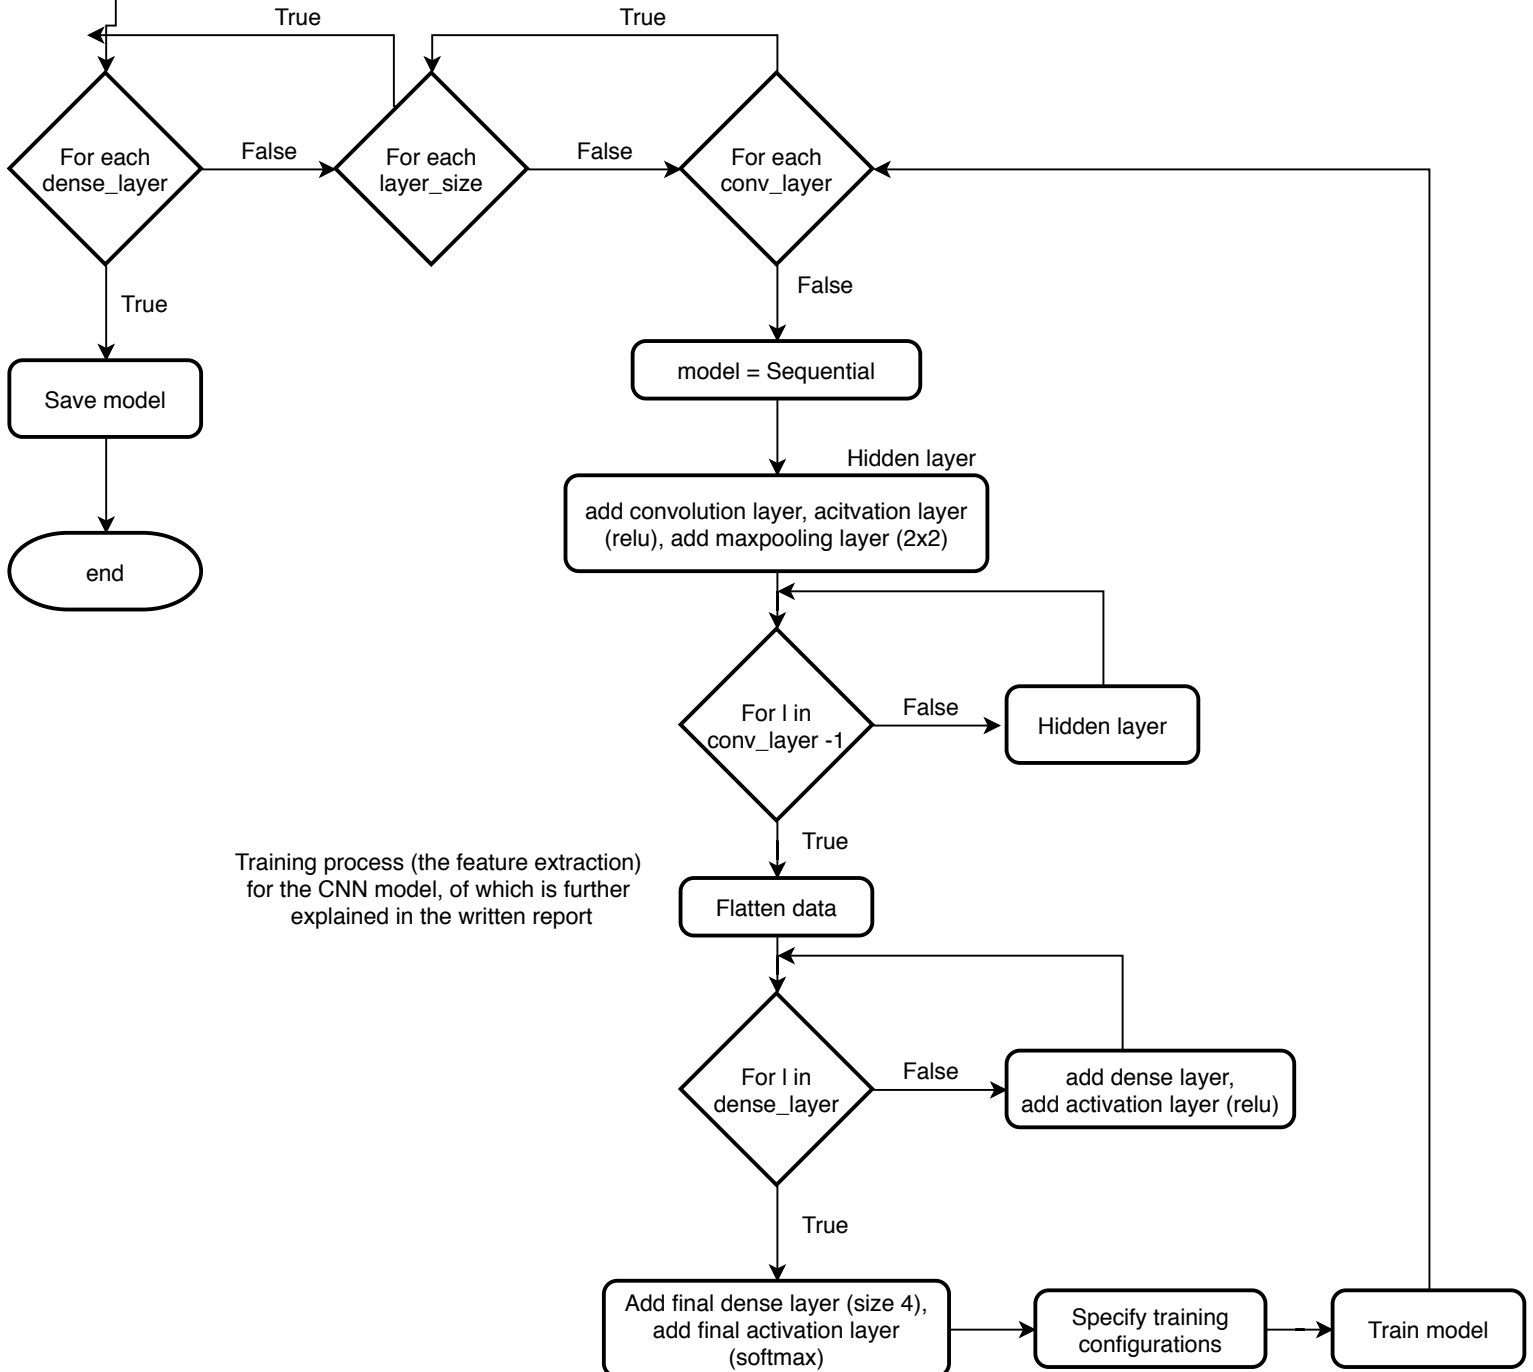 True
True
For each
dense_layer
False
For each
layer_size
False
For each
conv_layer
True
False
Save model
model = Sequential
end
Hidden layer
add convolution layer, acitvation layer
(relu), add maxpooling layer (2x2)
For l in
conv_layer -1
False
Hidden layer
True
Training process (the feature extraction)
for the CNN model, of which is further
explained in the written report
Flatten data
For l in
dense_layer
False
add dense layer,
add activation layer (relu)
True
Add final dense layer (size 4),
add final activation layer
(softmax)
Specify training
configurations
Train model